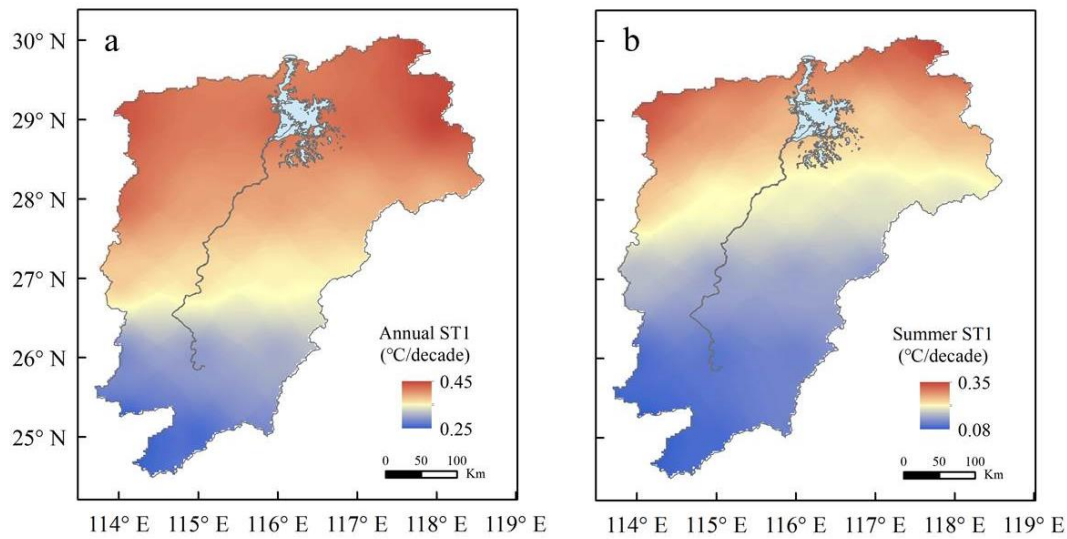 a
b
30° N
29° N
28° N
27° N
26° N
25° N
Annual ST1
(℃/decade)
0.45
0.25
0 50 100
Km
Summer ST1
(℃/decade)
0.35
0.08
0 50 100
Km
114° E 115° E 116° E 117° E 118° E 119° E
114° E 115° E 116° E 117° E 118° E 119° E